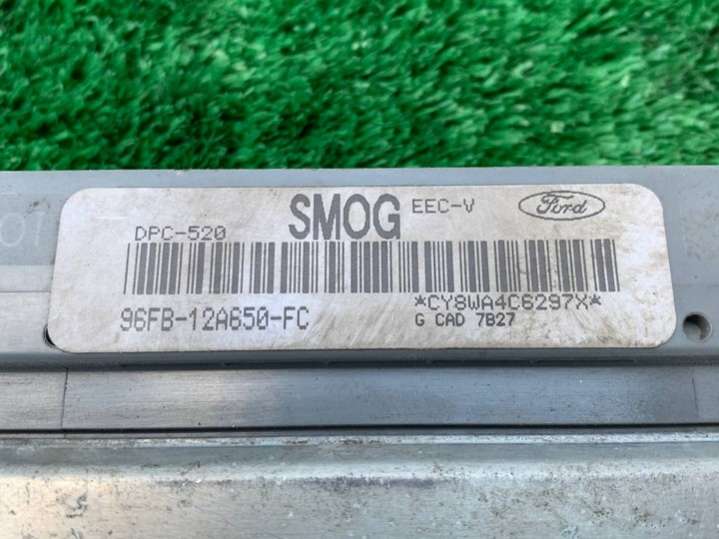 SMOG EEC-V Ford
DPC-520
96FB-12A650-FC *CY8WA4C6297X*
G CAD 7B27